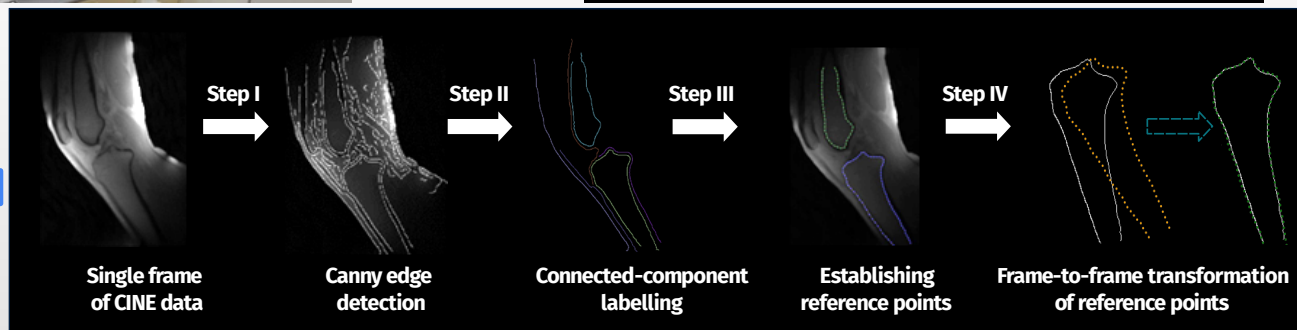 Step I
Step II
Step III
Step IV
Single frame
of CINE data
Canny edge
detection
Connected-component
labelling
Establishing
reference points
Frame-to-frame transformation
of reference points